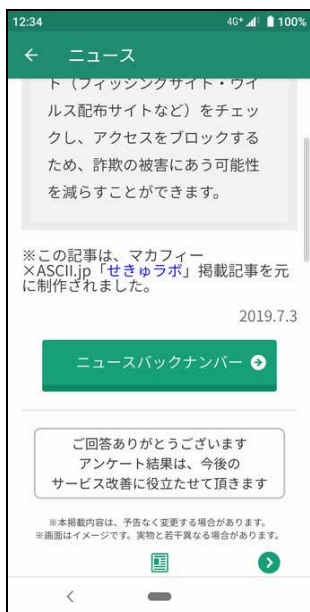 12:34
4G+
100%
ニュース
ト（フィッシングサイト・ウイ
ルス配布サイトなど）をチェッ
クし、アクセスをブロックする
ため、詐欺の被害にあう可能性
を減らすことができます。
※この記事は、マカフィー
×ASCII.jp「せきゅラボ」掲載記事を元
に制作されました。
2019.7.3
ニュースバックナンバー
ご回答ありがとうございます
アンケート結果は、今後の
サービス改善に役立たせて頂きます
※本掲載内容は、予告なく変更する場合があります。
※画面はイメージです。実物と若干異なる場合があります。